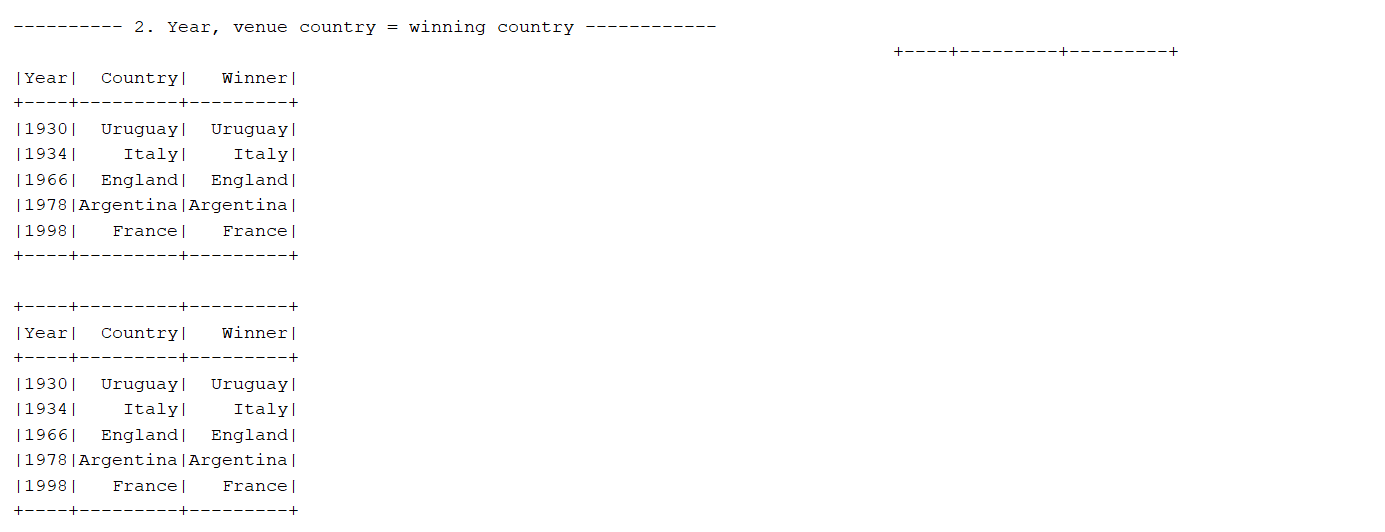 ---------- 2. Year, venue country = winning country ------------
+----+---------+---------+
|Year|  Country|   Winner|
+----+---------+---------+
|1930|  Uruguay|  Uruguay|
|1934|    Italy|    Italy|
|1966|  England|  England|
|1978|Argentina|Argentina|
|1998|   France|   France|
+----+---------+---------+
+----+---------+---------+
|Year|  Country|   Winner|
+----+---------+---------+
|1930|  Uruguay|  Uruguay|
|1934|    Italy|    Italy|
|1966|  England|  England|
|1978|Argentina|Argentina|
|1998|   France|   France|
+----+---------+---------+